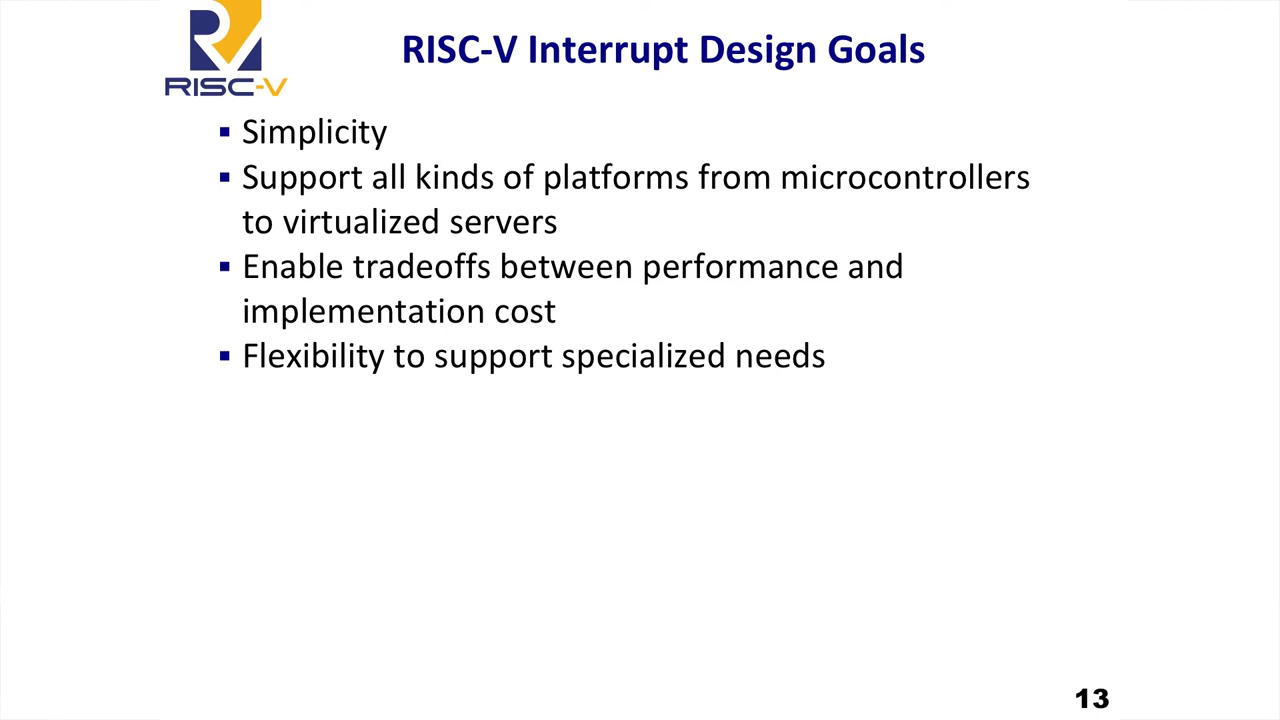 RISC-V
RISC-V Interrupt Design Goals
▪ Simplicity
▪ Support all kinds of platforms from microcontrollers
to virtualized servers
▪ Enable tradeoffs between performance and
implementation cost
▪ Flexibility to support specialized needs
13